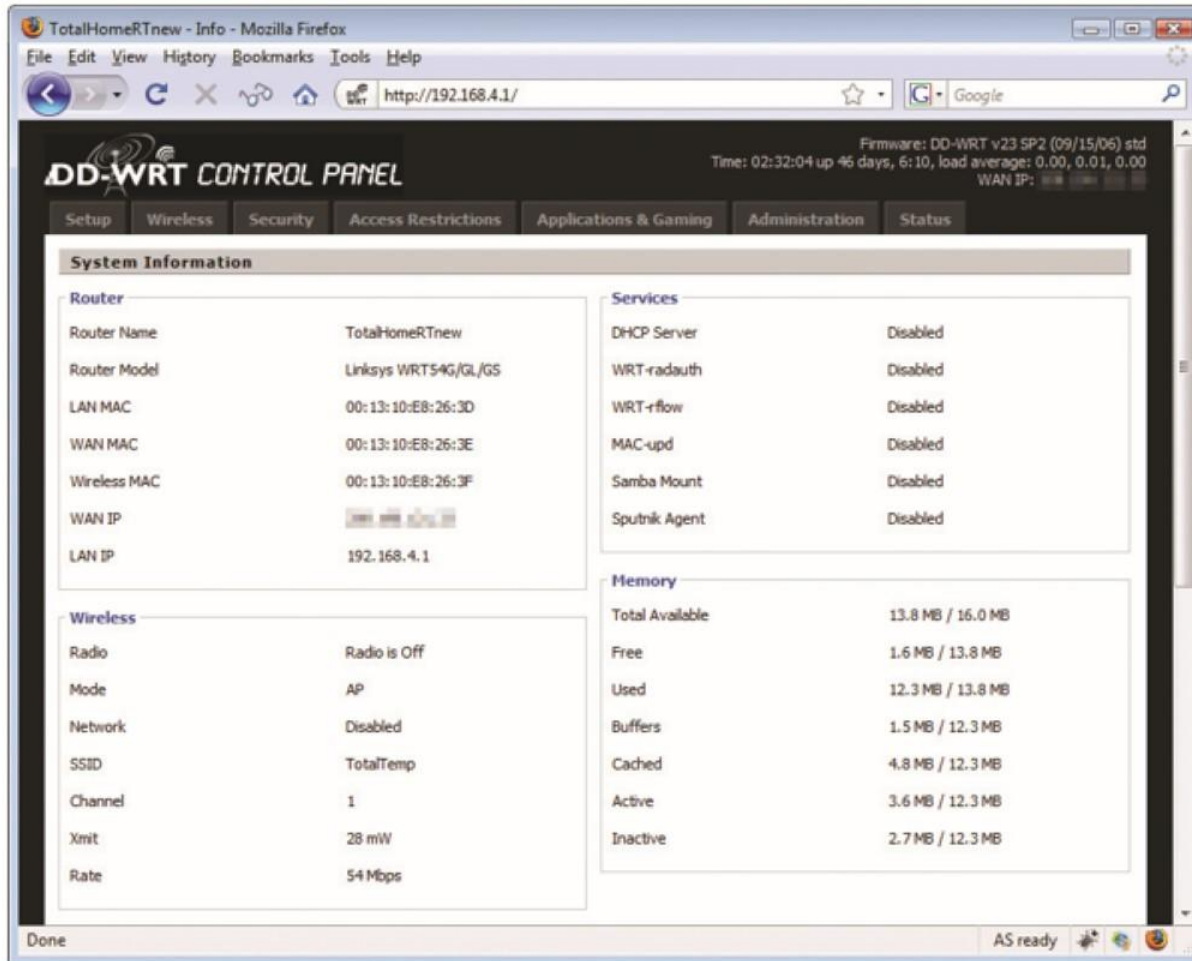 TotalHomeRTnew - Info - Mozilla Firefox
File Edit View History Bookmarks Tools Help
http://192.168.4.1/ Google
DD-WRT CONTROL PANEL
Firmware: DD-WRT v23 SP2 (09/15/06) std
Time: 02:32:04 up 46 days, 6:10, load average: 0.00, 0.01, 0.00
WAN IP:
Setup Wireless Security Access Restrictions Applications & Gaming Administration Status
System Information
Router
Router Name TotalHomeRTnew
Router Model Linksys WRT54G/GL/GS
LAN MAC 00:13:10:E8:26:3D
WAN MAC 00:13:10:E8:26:3E
Wireless MAC 00:13:10:E8:26:3F
WAN IP
LAN IP 192.168.4.1
Wireless
Radio Radio is Off
Mode AP
Network Disabled
SSID TotalTemp
Channel 1
Xmit 28 mW
Rate 54 Mbps
Services
DHCP Server Disabled
WRT-radauth Disabled
WRT-rflow Disabled
MAC-upd Disabled
Samba Mount Disabled
Sputnik Agent Disabled
Memory
Total Available 13.8 MB / 16.0 MB
Free 1.6 MB / 13.8 MB
Used 12.3 MB / 13.8 MB
Buffers 1.5 MB / 12.3 MB
Cached 4.8 MB / 12.3 MB
Active 3.6 MB / 12.3 MB
Inactive 2.7 MB / 12.3 MB
Done AS ready